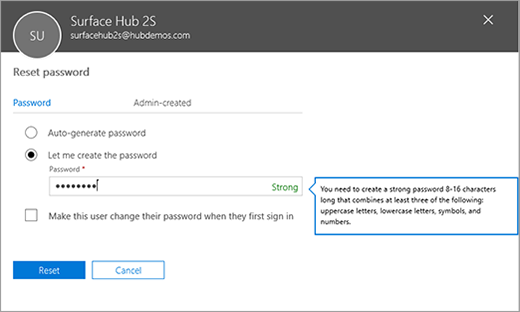 SU
Surface Hub 2S
surfacehub2s@hubdemos.com
Reset password
Password Admin-created
Auto-generate password
Let me create the password
Password *
•••••••• Strong
You need to create a strong password 8-16 characters
long that combines at least three of the following:
uppercase letters, lowercase letters, symbols, and
numbers.
Make this user change their password when they first sign in
Reset Cancel